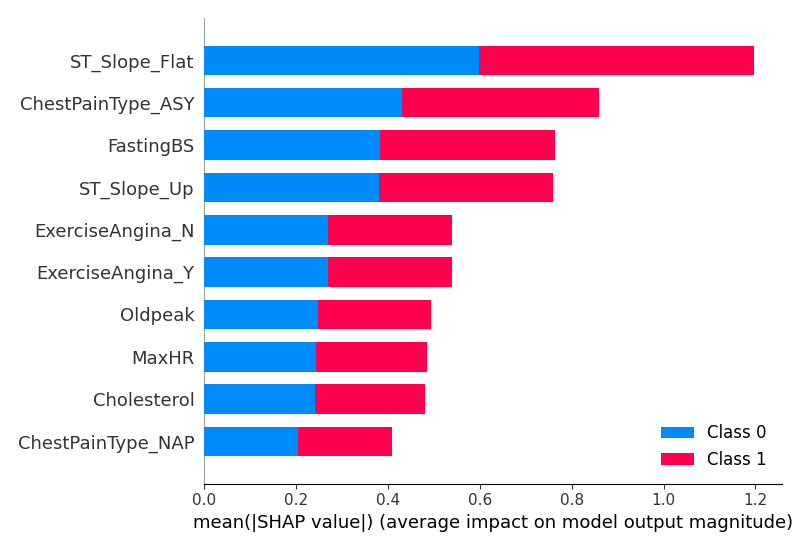 ST_Slope_Flat
ChestPainType_ASY
FastingBS
ST_Slope_Up
ExerciseAngina_N
ExerciseAngina_Y
Oldpeak
MaxHR
Cholesterol
ChestPainType_NAP
Class 0
Class 1
0.0 0.2 0.4 0.6 0.8 1.0 1.2
mean(|SHAP value|) (average impact on model output magnitude)